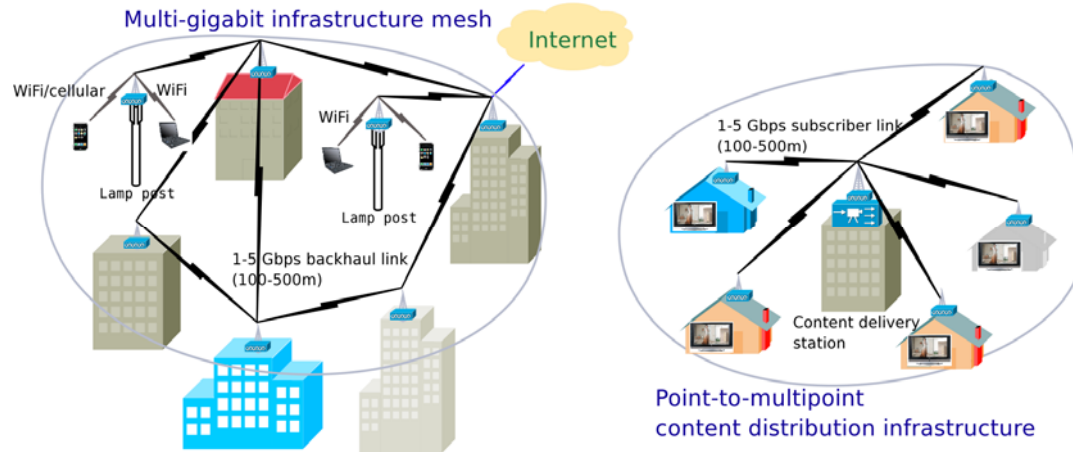 Multi-gigabit infrastructure mesh
Internet
WiFi/cellular
WiFi
WiFi
Lamp post
Lamp post
1-5 Gbps backhaul link
(100-500m)
1-5 Gbps subscriber link
(100-500m)
Content delivery
station
Point-to-multipoint
content distribution infrastructure